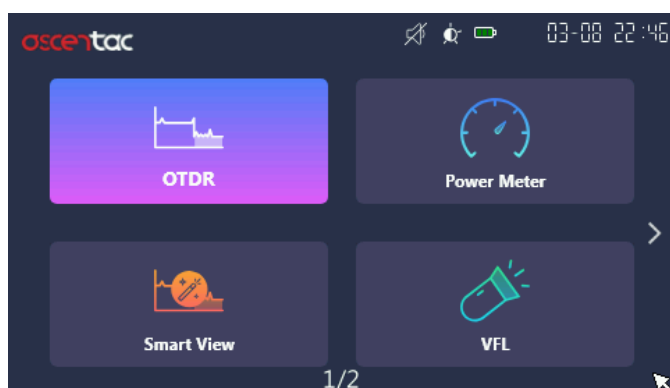 ascentac 03-08 22:46
OTDR Power Meter
Smart View VFL
1/2